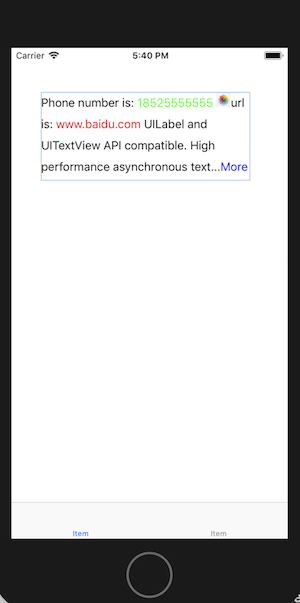 Carrier 5:40 PM
Phone number is: 18525555555 url
is: www.baidu.com UILabel and
UITextView API compatible. High
performance asynchronous text...More
Item Item